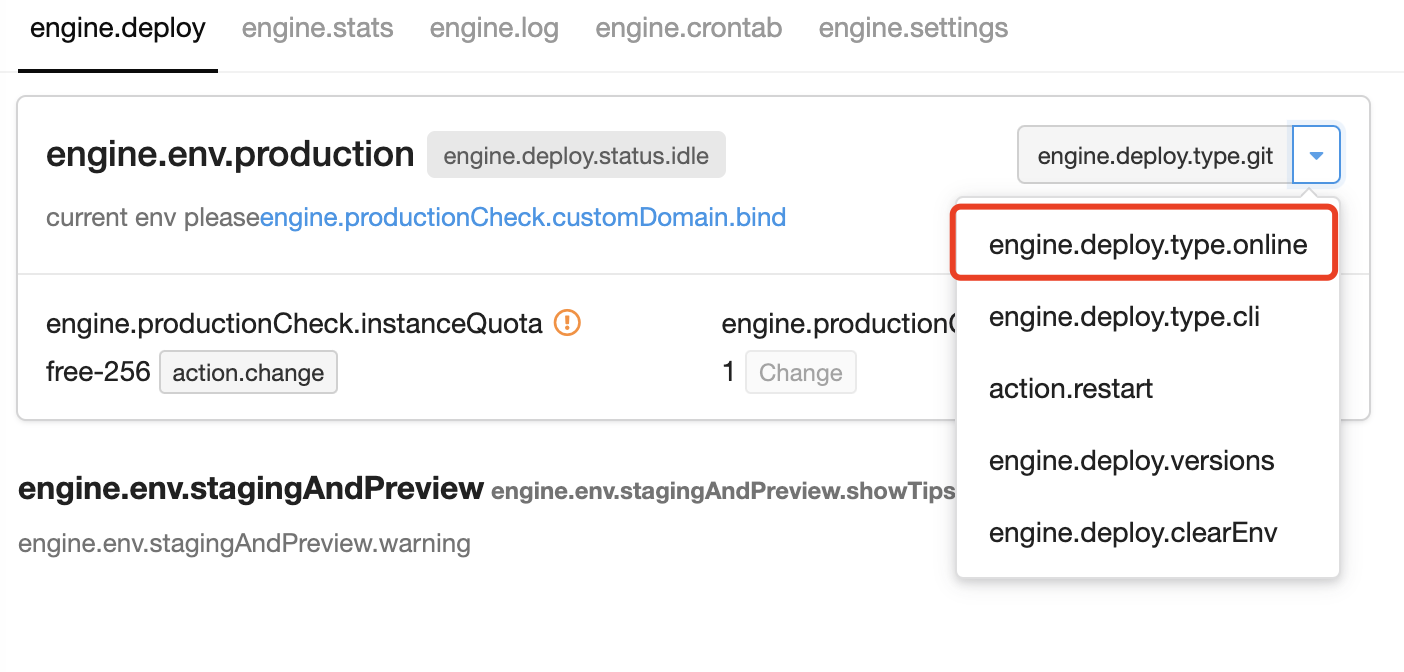 engine.deploy engine.stats engine.log engine.crontab engine.settings
engine.env.production engine.deploy.status.idle engine.deploy.type.git
current env pleaseengine.productionCheck.customDomain.bind
engine.deploy.type.online
engine.productionCheck.instanceQuota engine.production
engine.deploy.type.cli
free-256 action.change 1 Change
action.restart
engine.deploy.versions
engine.env.stagingAndPreview engine.env.stagingAndPreview.showTips
engine.deploy.clearEnv
engine.env.stagingAndPreview.warning